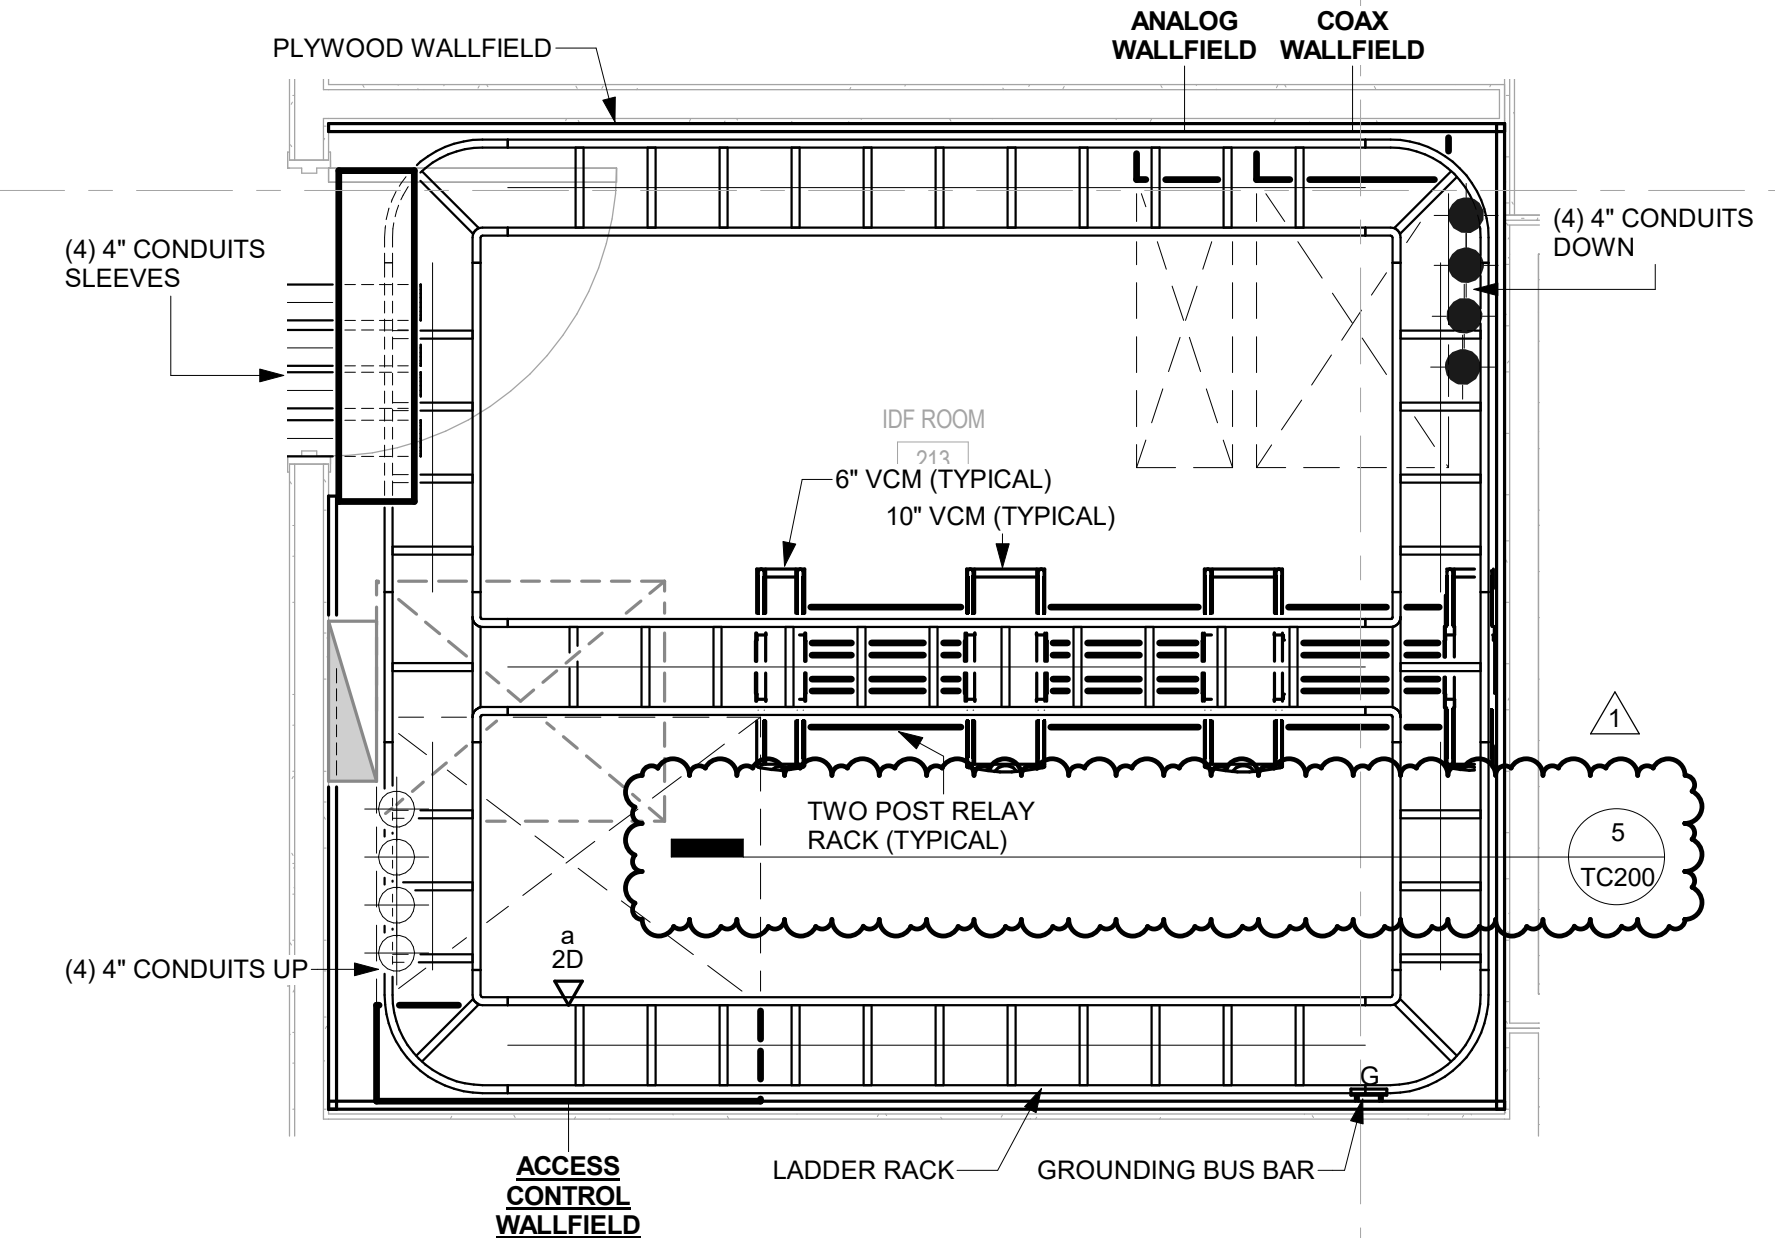 ANALOG
WALLFIELD
COAX
WALLFIELD
PLYWOOD WALLFIELD
(4) 4" CONDUITS
SLEEVES
(4) 4" CONDUITS
DOWN
IDF ROOM
213
6" VCM (TYPICAL)
10" VCM (TYPICAL)
1
TWO POST RELAY
RACK (TYPICAL)
5
TC200
a
2D
(4) 4" CONDUITS UP
G
ACCESS
CONTROL
WALLFIELD
LADDER RACK
GROUNDING BUS BAR